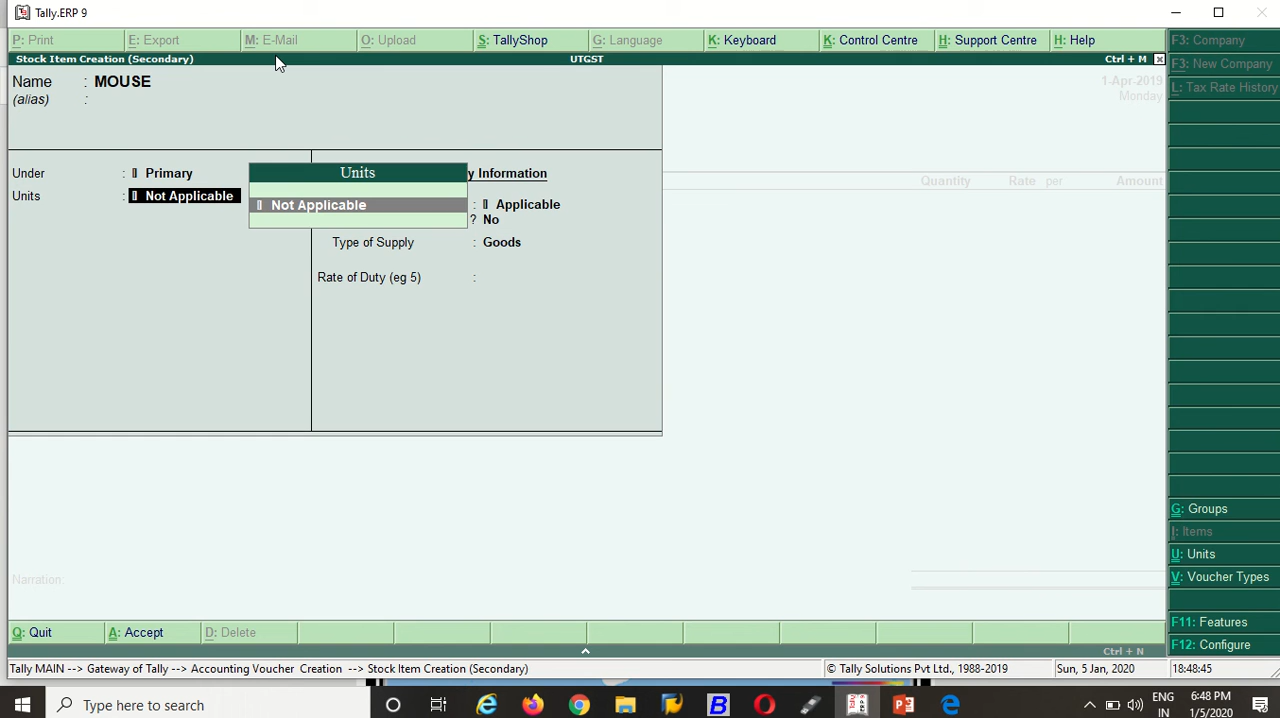 Tally.ERP 9
P: Print E: Export M: E-Mail O: Upload S: TallyShop G: Language K: Keyboard K: Control Centre H: Support Centre H: Help F3: Company
Stock Item Creation (Secondary) UTGST Ctrl + M F3: New Company
Name : MOUSE 1-Apr-2019 L: Tax Rate History
(alias) : Monday
Under : Primary Units y Information Quantity Rate per Amount
Units : Not Applicable Not Applicable : Applicable
? No
Type of Supply : Goods
Rate of Duty (eg 5) :
G: Groups
I: Items
U: Units
Narration: V: Voucher Types
F11: Features
Q: Quit A: Accept D: Delete
F12: Configure
Ctrl + N
Tally MAIN --> Gateway of Tally --> Accounting Voucher Creation --> Stock Item Creation (Secondary) © Tally Solutions Pvt Ltd., 1988-2019 Sun, 5 Jan, 2020 18:48:45
Type here to search ENG 6:48 PM
IN 1/5/2020